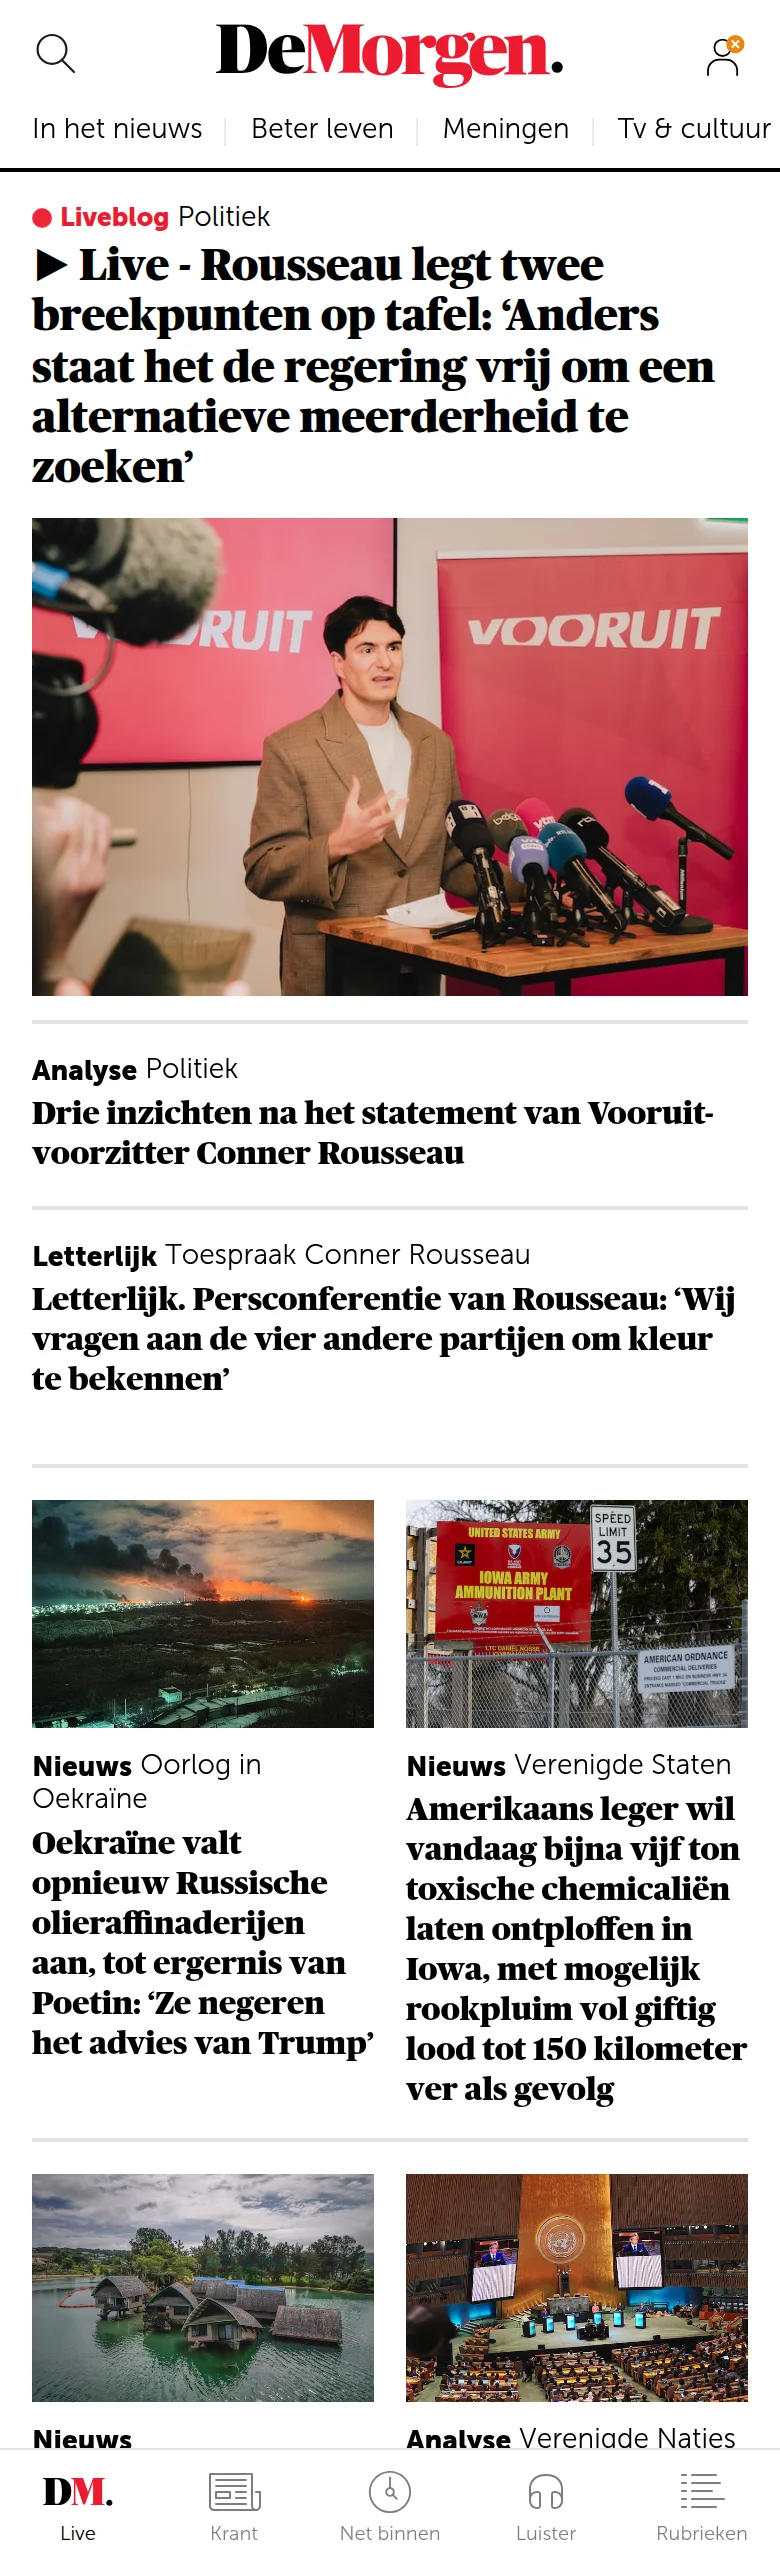 DeMorgen.
In het nieuws
Beter leven
Meningen
Tv & cultuur
Liveblog Politiek
► Live - Rousseau legt twee
breekpunten op tafel: ‘Anders
staat het de regering vrij om een
alternatieve meerderheid te
zoeken’
VOORUIT
Analyse Politiek
Drie inzichten na het statement van Vooruit-
voorzitter Conner Rousseau
Letterlijk Toespraak Conner Rousseau
Letterlijk. Persconferentie van Rousseau: ‘Wij
vragen aan de vier andere partijen om kleur
te bekennen’
SPEED
LIMIT
35
UNITED STATES ARMY
IOWA ARMY
AMMUNITION PLANT
AMERICAN ORDNANCE
COMMERCIAL DELIVERIES
Nieuws Oorlog in
Oekraïne
Oekraïne valt
opnieuw Russische
olieraffinaderijen
aan, tot ergernis van
Poetin: ‘Ze negeren
het advies van Trump’
Nieuws Verenigde Staten
Amerikaans leger wil
vandaag bijna vijf ton
toxische chemicaliën
laten ontploffen in
Iowa, met mogelijk
rookpluim vol giftig
lood tot 150 kilometer
ver als gevolg
Nieuws
Analyse Verenigde Naties
DM.
Live
Krant
Net binnen
Luister
Rubrieken